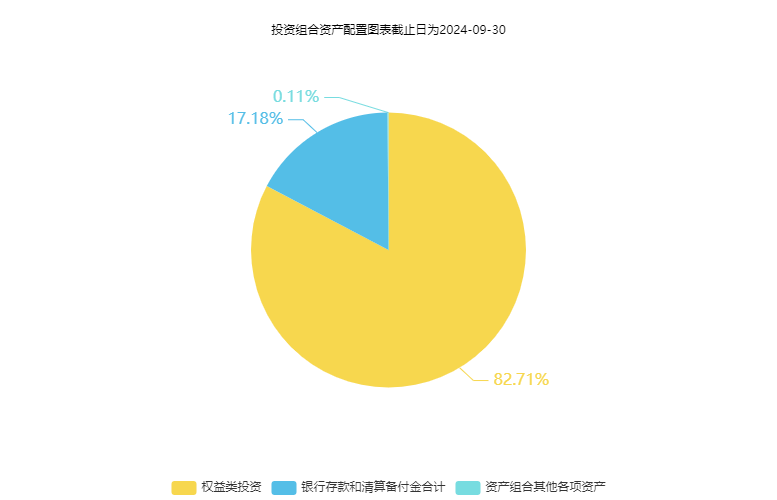 投资组合资产配置图表截止日为2024-09-30
0.11%
17.18%
82.71%
权益类投资
银行存款和清算备付金合计
资产组合其他各项资产